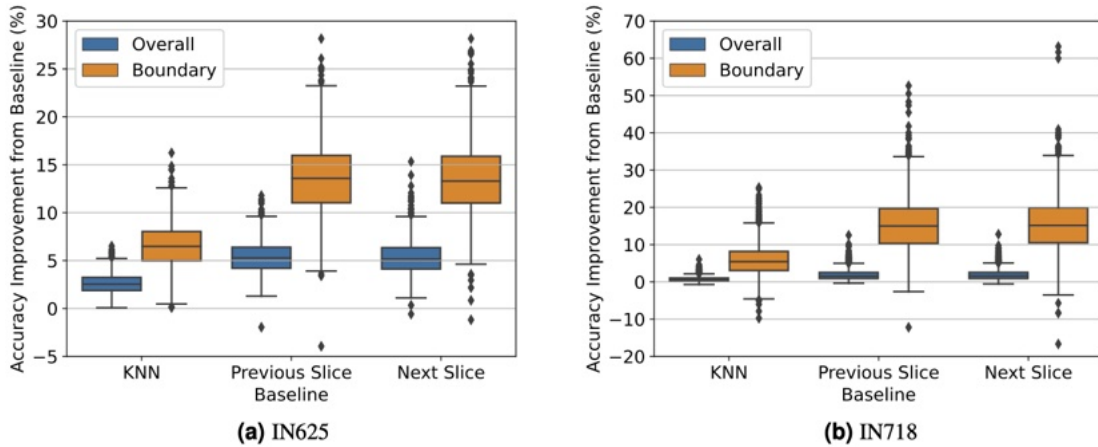 Accuracy Improvement from Baseline (%)
30
25
20
15
10
5
0
−5
Overall
Boundary
KNN
Previous Slice
Next Slice
Baseline
(a) IN625
Accuracy Improvement from Baseline (%)
70
60
50
40
30
20
10
0
−10
−20
Overall
Boundary
KNN
Previous Slice
Next Slice
Baseline
(b) IN718